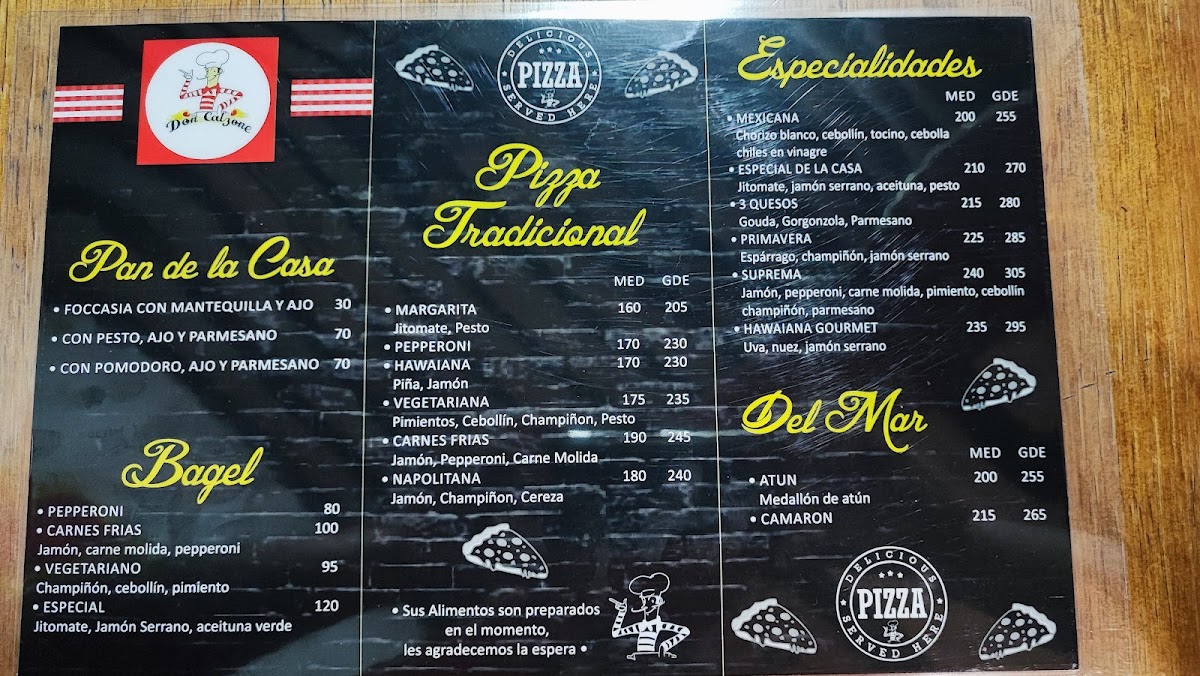 Don Calzone
Pan de la Casa
• FOCCASIA CON MANTEQUILLA Y AJO 30
• CON PESTO, AJO Y PARMESANO 70
• CON POMODORO, AJO Y PARMESANO 70
Bagel
• PEPPERONI 80
• CARNES FRIAS 100
Jamón, carne molida, pepperoni
• VEGETARIANO 95
Champiñón, cebollín, pimiento
• ESPECIAL 120
Jitomate, Jamón Serrano, aceituna verde
DELICIOUS
PIZZA
SERVED HERE
Pizza
Tradicional
MED GDE
• MARGARITA 160 205
Jitomate, Pesto
• PEPPERONI 170 230
• HAWAIANA 170 230
Piña, Jamón
• VEGETARIANA 175 235
Pimientos, Cebollín, Champiñon, Pesto
• CARNES FRIAS 190 245
Jamón, Pepperoni, Carne Molida
• NAPOLITANA 180 240
Jamón, Champiñon, Cereza
• Sus Alimentos son preparados
en el momento,
les agradecemos la espera •
Especialidades
MED GDE
• MEXICANA 200 255
Chorizo blanco, cebollín, tocino, cebolla
chiles en vinagre
• ESPECIAL DE LA CASA 210 270
Jitomate, jamón serrano, aceituna, pesto
• 3 QUESOS 215 280
Gouda, Gorgonzola, Parmesano
• PRIMAVERA 225 285
Espárrago, champiñón, jamón serrano
• SUPREMA 240 305
Jamón, pepperoni, carne molida, pimiento, cebollín
champiñón, parmesano
• HAWAIANA GOURMET 235 295
Uva, nuez, jamón serrano
Del Mar
MED GDE
• ATUN 200 255
Medallón de atún
• CAMARON 215 265
DELICIOUS
PIZZA
SERVED HERE